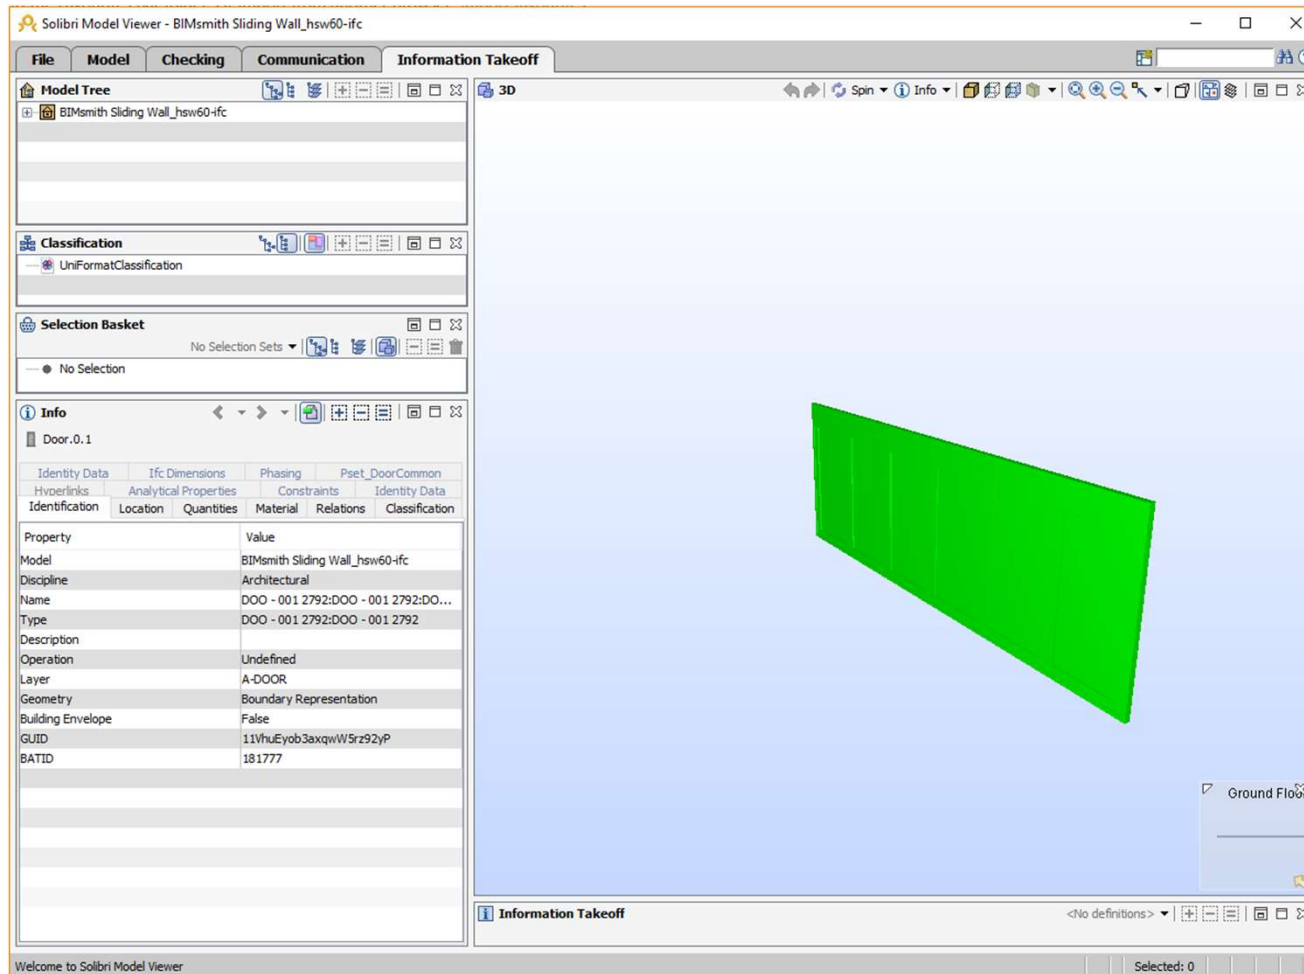 Solibri Model Viewer - BIMsmith Sliding Wall_hsw60-ifc
File Model Checking Communication Information Takeoff
Model Tree
BIMsmith Sliding Wall_hsw60-ifc
Classification
UniFormatClassification
Selection Basket
No Selection Sets
No Selection
Info
Door.0.1
Identity Data Ifc Dimensions Phasing Pset_DoorCommon
Hyperlinks Analytical Properties Constraints Identity Data
Identification Location Quantities Material Relations Classification
Property Value
Model BIMsmith Sliding Wall_hsw60-ifc
Discipline Architectural
Name DOO - 001 2792:DOO - 001 2792:DO...
Type DOO - 001 2792:DOO - 001 2792
Description
Operation Undefined
Layer A-DOOR
Geometry Boundary Representation
Building Envelope False
GUID 11VhuEyob3axqwW5rz92yP
BATID 181777
3D Spin Info
Ground Floo
Information Takeoff <No definitions>
Welcome to Solibri Model Viewer Selected: 0